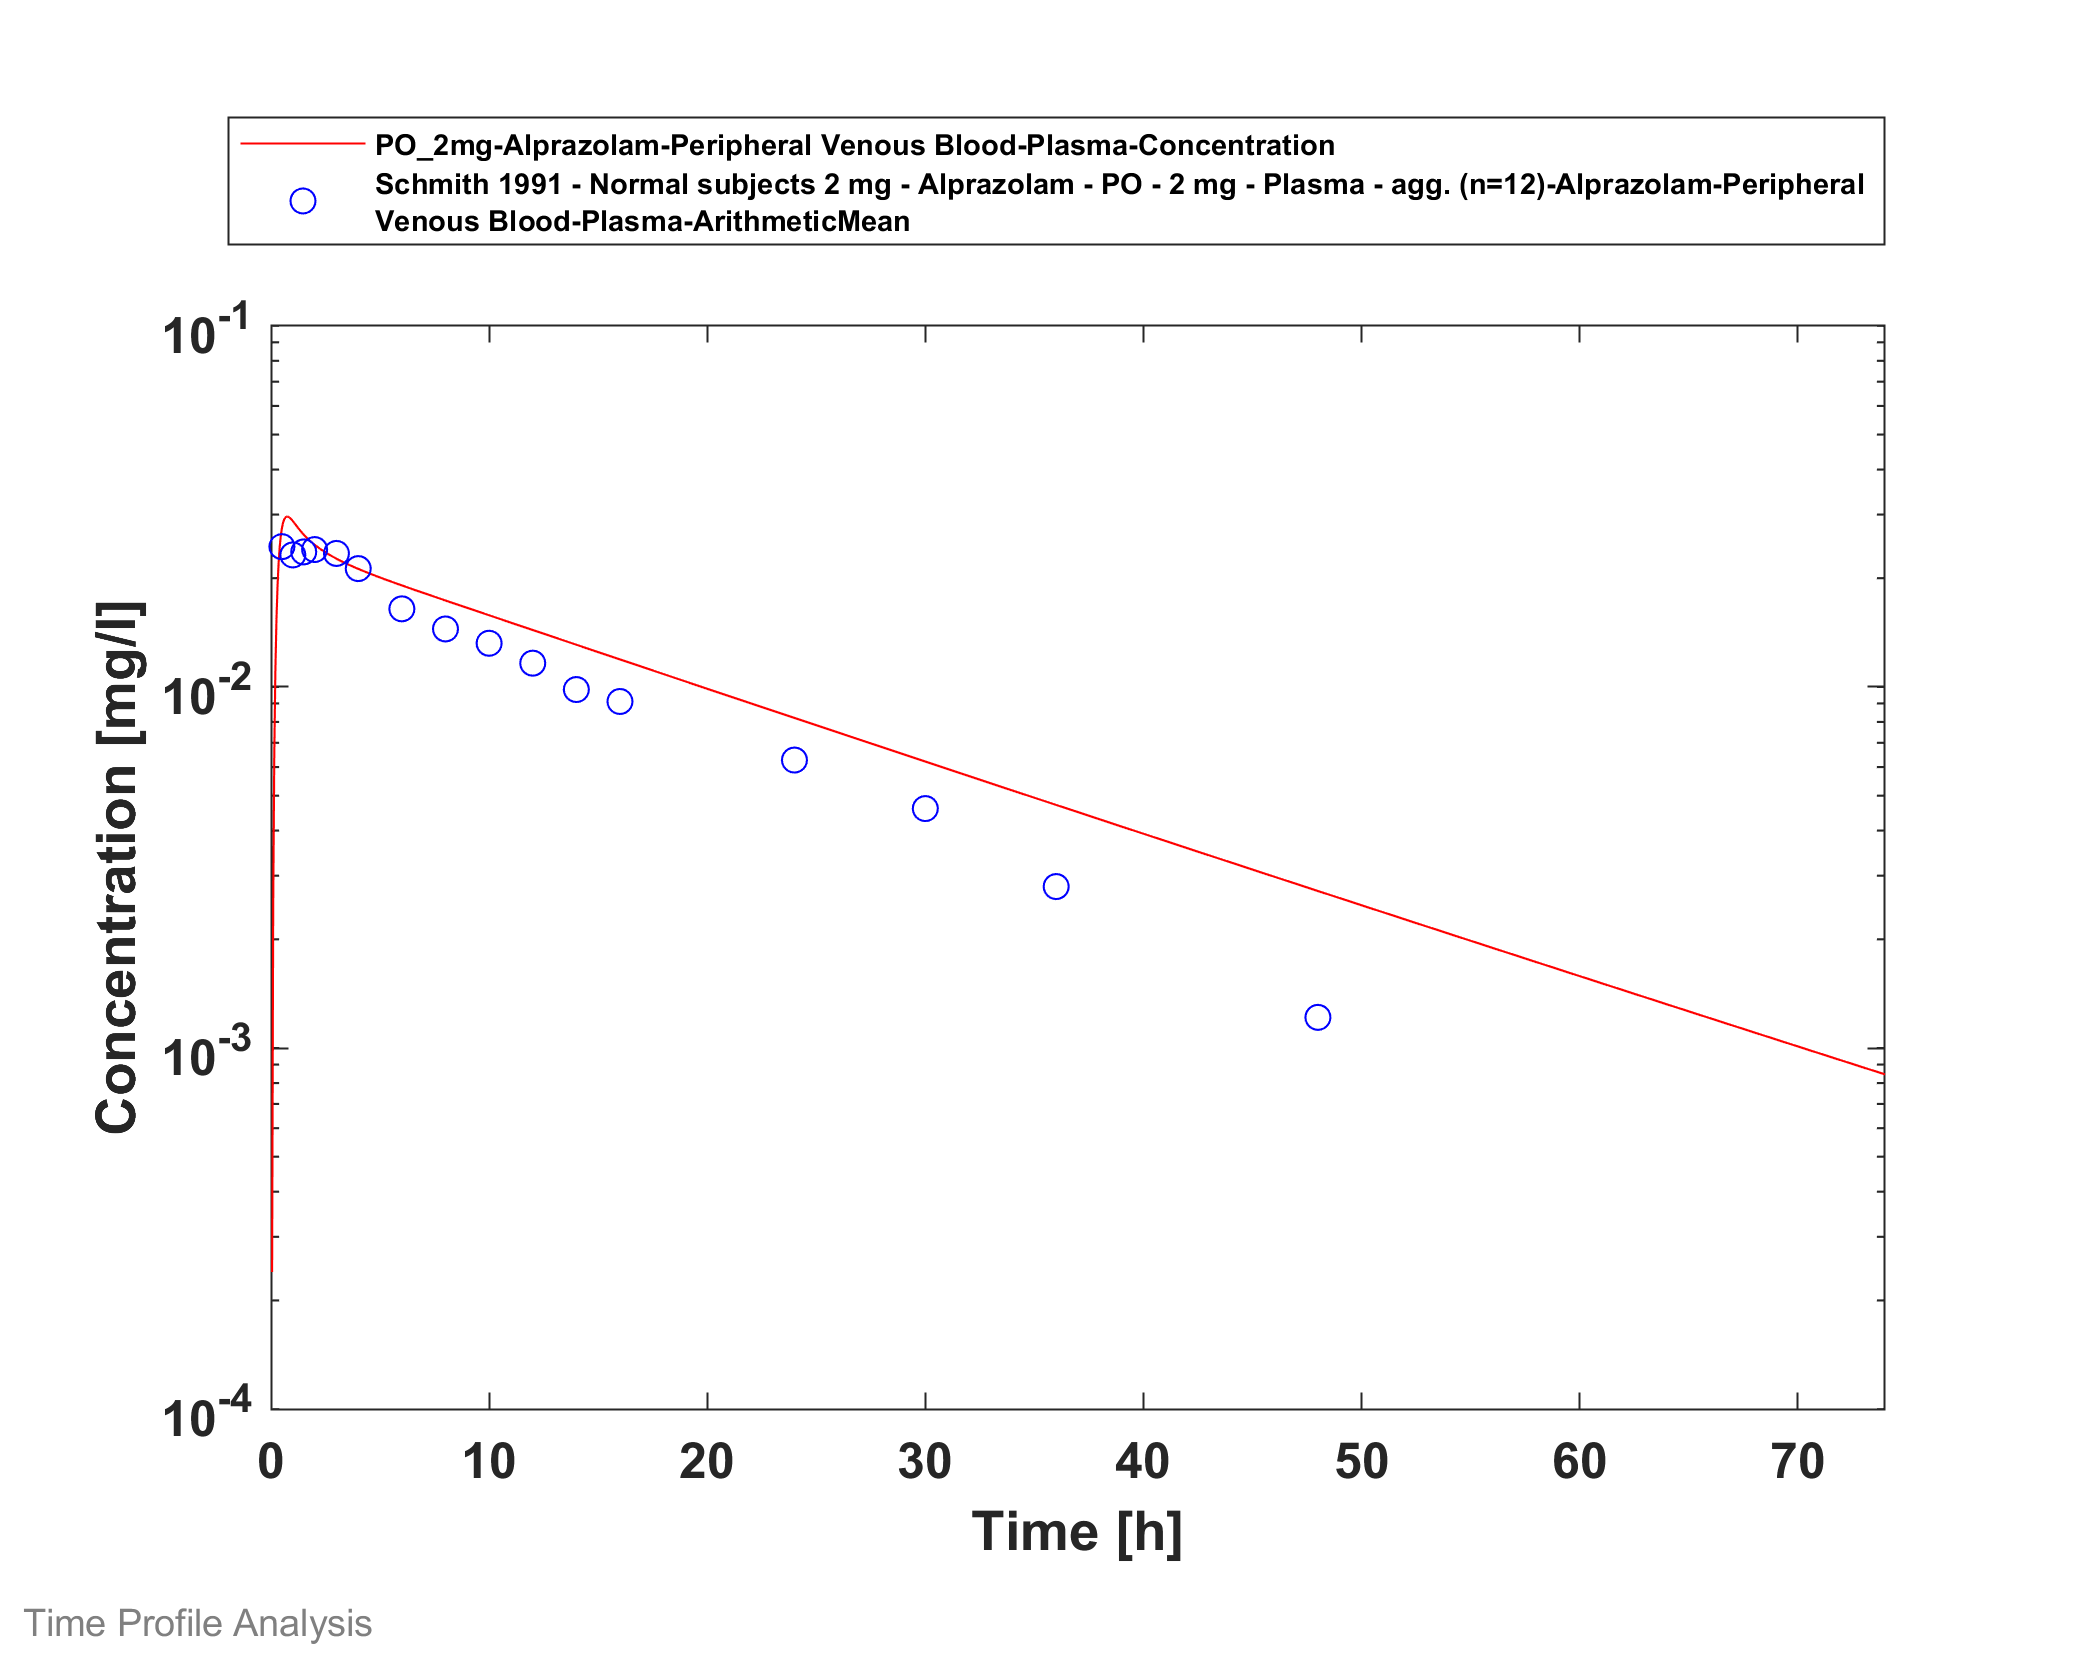 PO_2mg-Alprazolam-Peripheral Venous Blood-Plasma-Concentration
Schmith 1991 - Normal subjects 2 mg - Alprazolam - PO - 2 mg - Plasma - agg. (n=12)-Alprazolam-Peripheral
Venous Blood-Plasma-ArithmeticMean
10^-1
10^-2
10^-3
10^-4
Concentration [mg/l]
0 10 20 30 40 50 60 70
Time [h]
Time Profile Analysis